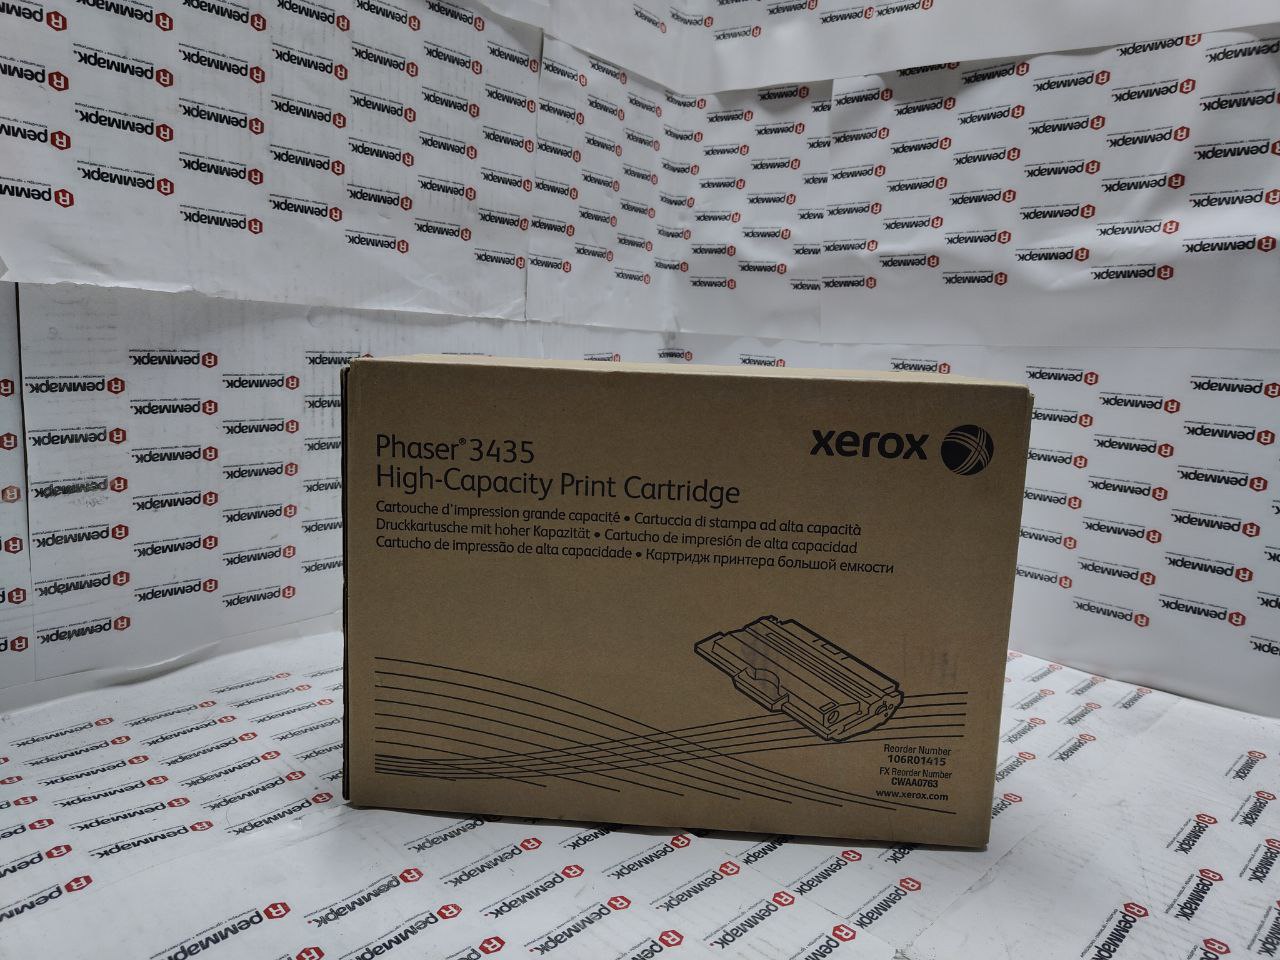 Phaser® 3435
High-Capacity Print Cartridge
Cartouche d'impression grande capacité • Cartuccia di stampa ad alta capacità
Druckkartusche mit hoher Kapazität • Cartucho de impresión de alta capacidad
Cartucho de impressão de alta capacidade • Картридж принтера большой емкости
xerox
Reorder Number
106R01415
FX Reorder Number
CWAA0763
www.xerox.com
реммарк.